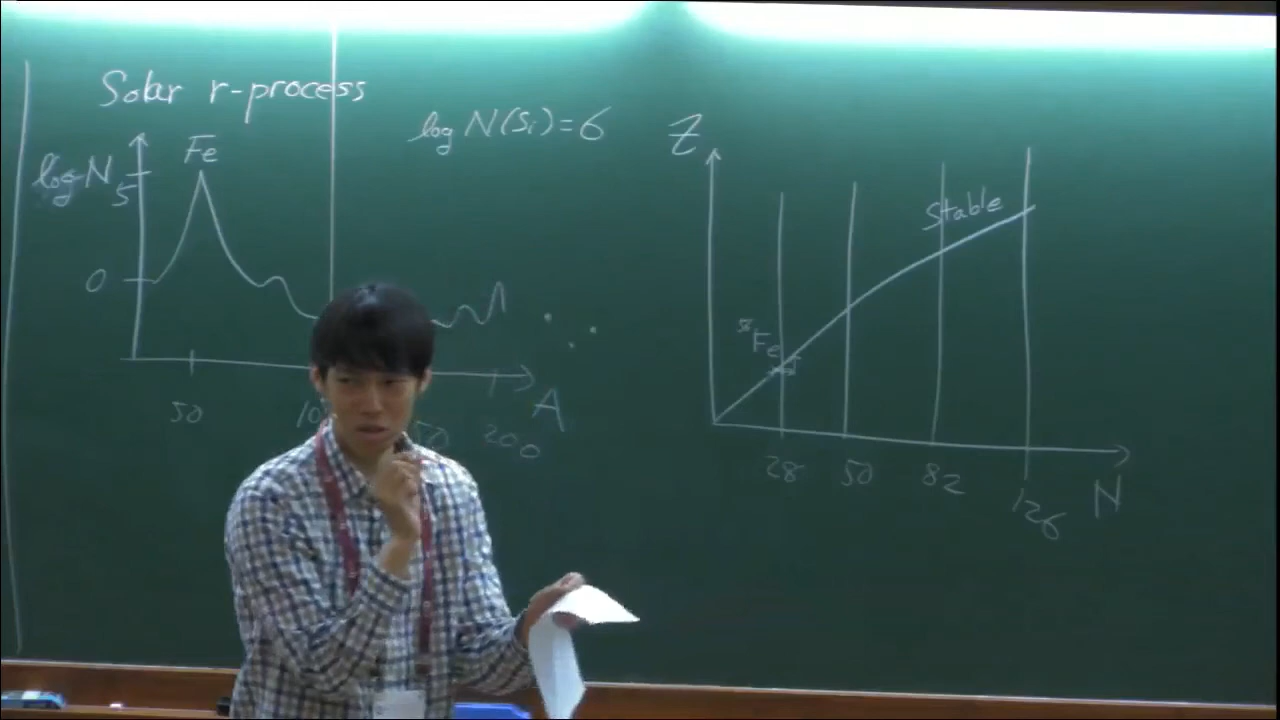 Solar r-process
log N(Si)=6
Z
Fe
log N
5
Stable
0
Fe
50
200
A
28
50
82
126
N